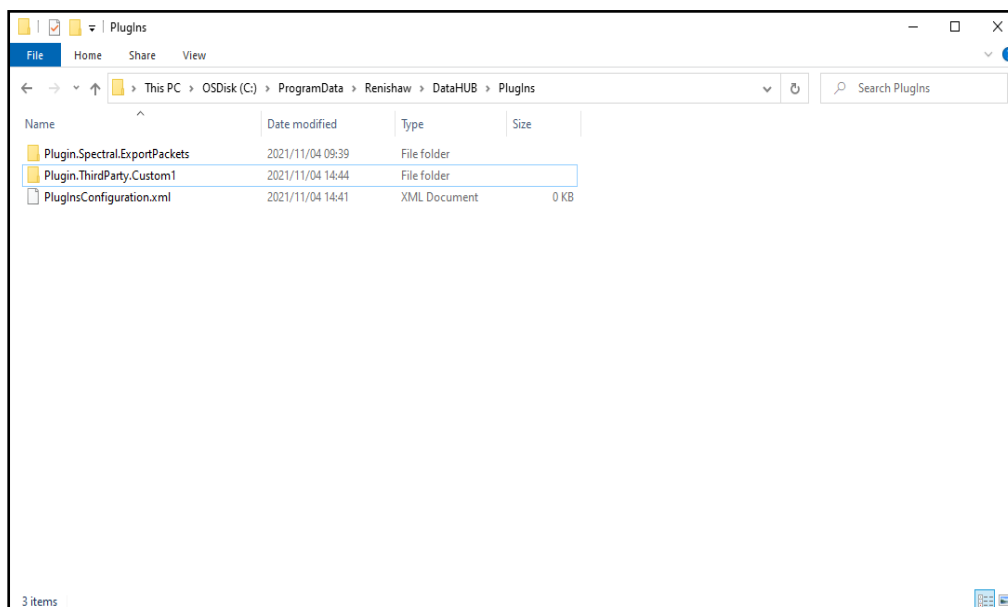 PlugIns
File Home Share View
This PC > OSDisk (C:) > ProgramData > Renishaw > DataHUB > PlugIns
Search PlugIns
Name Date modified Type Size
Plugin.Spectral.ExportPackets 2021/11/04 09:39 File folder
Plugin.ThirdParty.Custom1 2021/11/04 14:44 File folder
PlugInsConfiguration.xml 2021/11/04 14:41 XML Document 0 KB
3 items